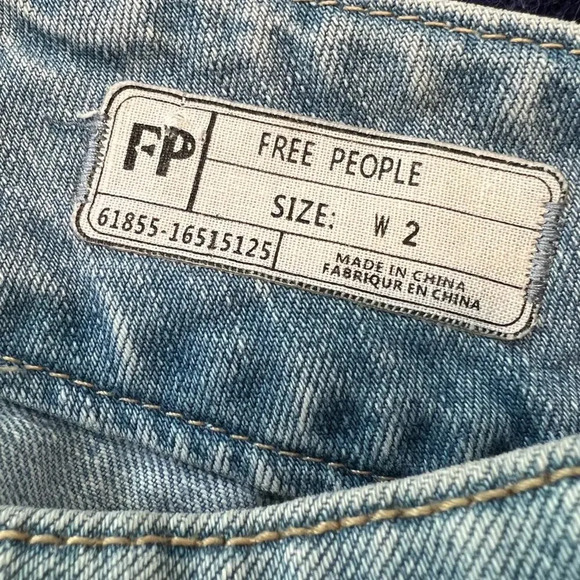 FP
FREE PEOPLE
SIZE: W 2
61855-16515125
MADE IN CHINA
FABRIQUR EN CHINA